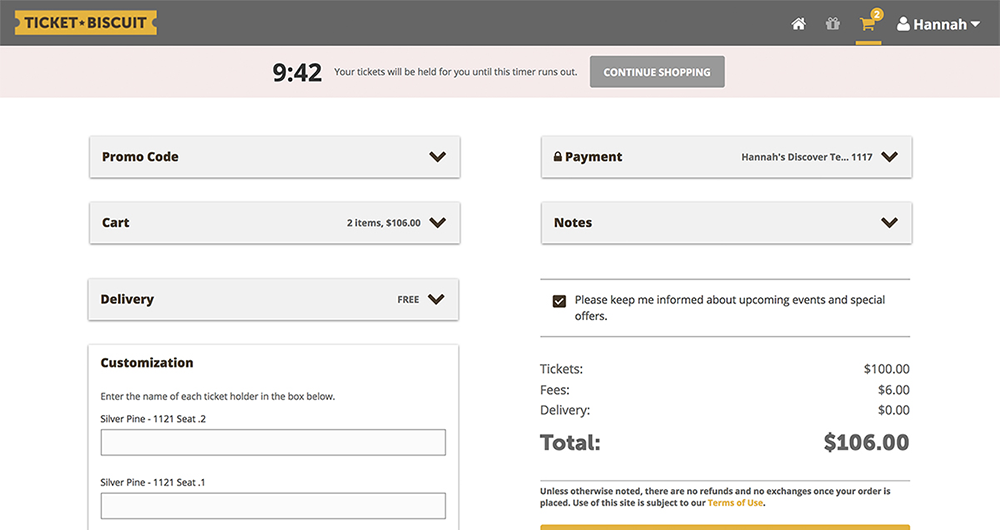 TICKET★BISCUIT
2
Hannah
9:42 Your tickets will be held for you until this timer runs out. CONTINUE SHOPPING
Promo Code
Cart 2 items, $106.00
Delivery FREE
Customization
Enter the name of each ticket holder in the box below.
Silver Pine - 1121 Seat .2
Silver Pine - 1121 Seat .1
Payment Hannah's Discover Te... 1117
Notes
Please keep me informed about upcoming events and special
offers.
Tickets: $100.00
Fees: $6.00
Delivery: $0.00
Total: $106.00
Unless otherwise noted, there are no refunds and no exchanges once your order is
placed. Use of this site is subject to our Terms of Use.